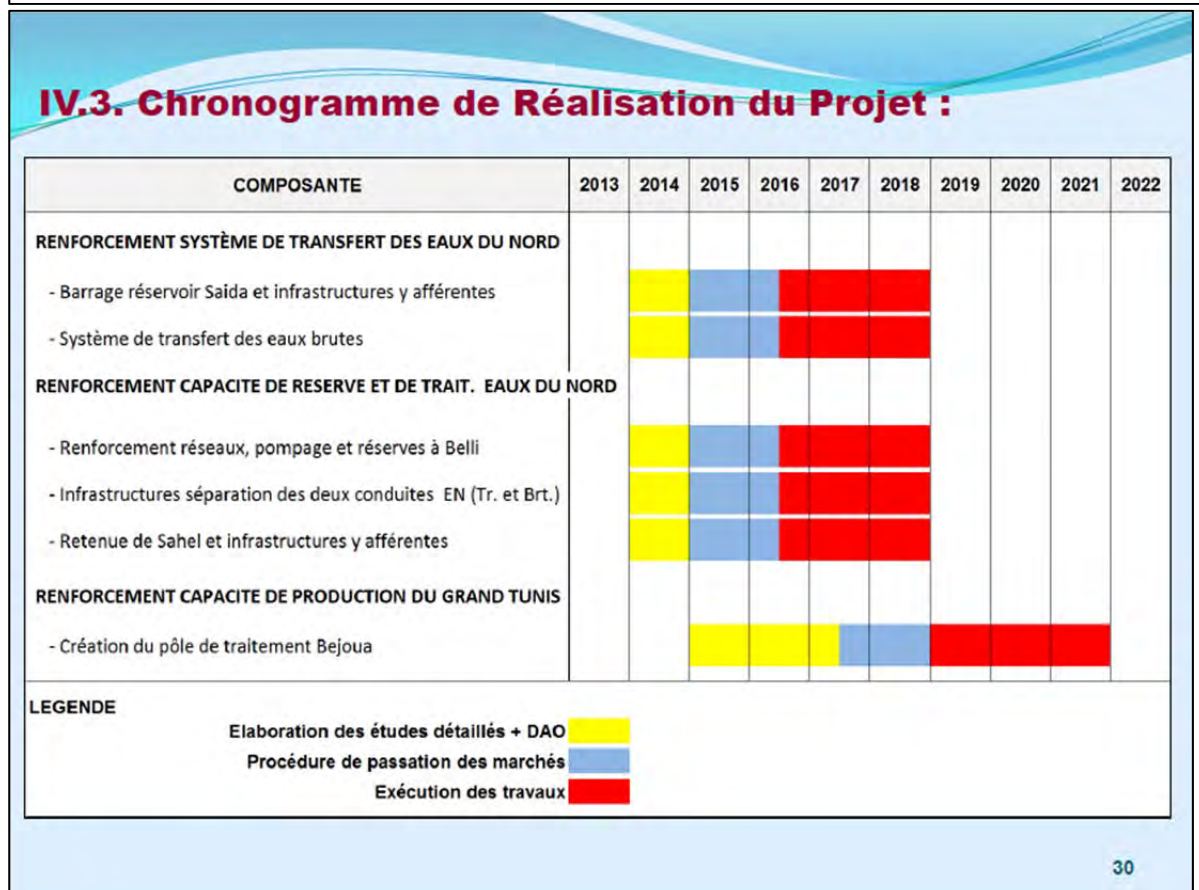 IV.3. Chronogramme de Réalisation du Projet :
COMPOSANTE 2013 2014 2015 2016 2017 2018 2019 2020 2021 2022
RENFORCEMENT SYSTÈME DE TRANSFERT DES EAUX DU NORD
- Barrage réservoir Saida et infrastructures y afférentes
- Système de transfert des eaux brutes
RENFORCEMENT CAPACITE DE RESERVE ET DE TRAIT. EAUX DU NORD
- Renforcement réseaux, pompage et réserves à Belli
- Infrastructures séparation des deux conduites EN (Tr. et Brt.)
- Retenue de Sahel et infrastructures y afférentes
RENFORCEMENT CAPACITE DE PRODUCTION DU GRAND TUNIS
- Création du pôle de traitement Bejoua
LEGENDE
Elaboration des études détaillés + DAO
Procédure de passation des marchés
Exécution des travaux
30